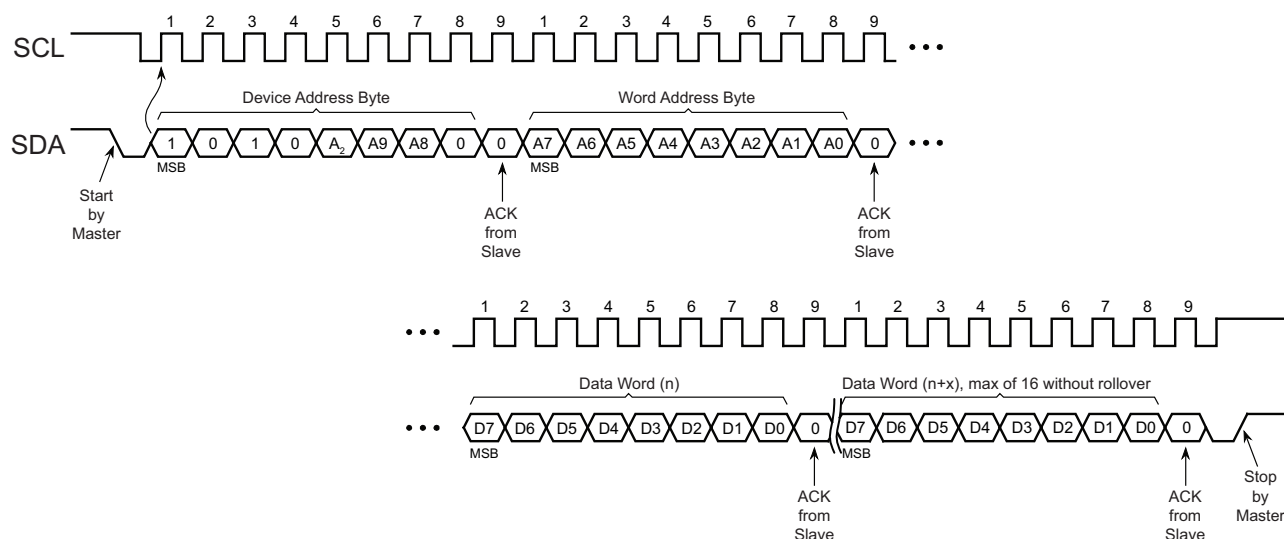 1 2 3 4 5 6 7 8 9 1 2 3 4 5 6 7 8 9
SCL
Device Address Byte Word Address Byte
SDA 1 0 1 0 A2 A9 A8 0 0 A7 A6 A5 A4 A3 A2 A1 A0 0
MSB MSB
Start
by
Master
ACK
from
Slave
ACK
from
Slave
1 2 3 4 5 6 7 8 9 1 2 3 4 5 6 7 8 9
Data Word (n) Data Word (n+x), max of 16 without rollover
D7 D6 D5 D4 D3 D2 D1 D0 0 D7 D6 D5 D4 D3 D2 D1 D0 0
MSB MSB
ACK
from
Slave
ACK
from
Slave
Stop
by
Master